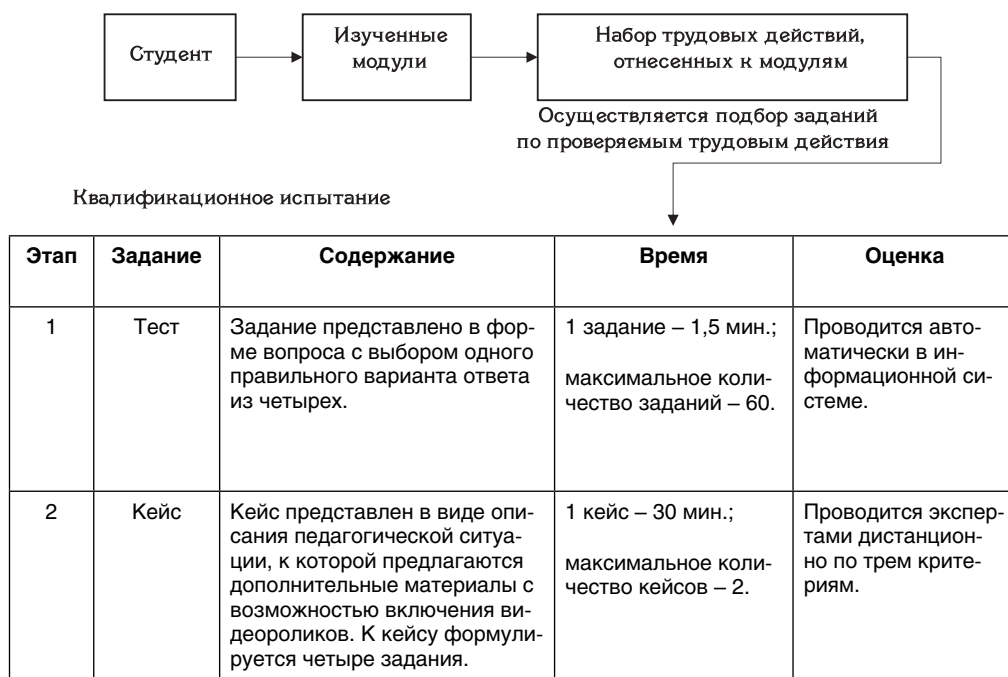 Студент
Изученные
модули
Набор трудовых действий,
отнесенных к модулям
Осуществляется подбор заданий
по проверяемым трудовым действия
Квалификационное испытание
Этап
Задание
Содержание
Время
Оценка
1
Тест
Задание представлено в фор-
ме вопроса с выбором одного
правильного варианта ответа
из четырех.
1 задание – 1,5 мин.;
максимальное коли-
чество заданий – 60.
Проводится авто-
матически в ин-
формационной си-
стеме.
2
Кейс
Кейс представлен в виде опи-
сания педагогической ситуа-
ции, к которой предлагаются
дополнительные материалы с
возможностью включения ви-
деороликов. К кейсу формули-
руется четыре задания.
1 кейс – 30 мин.;
максимальное коли-
чество кейсов – 2.
Проводится экспер-
тами дистанцион-
но по трем крите-
риям.